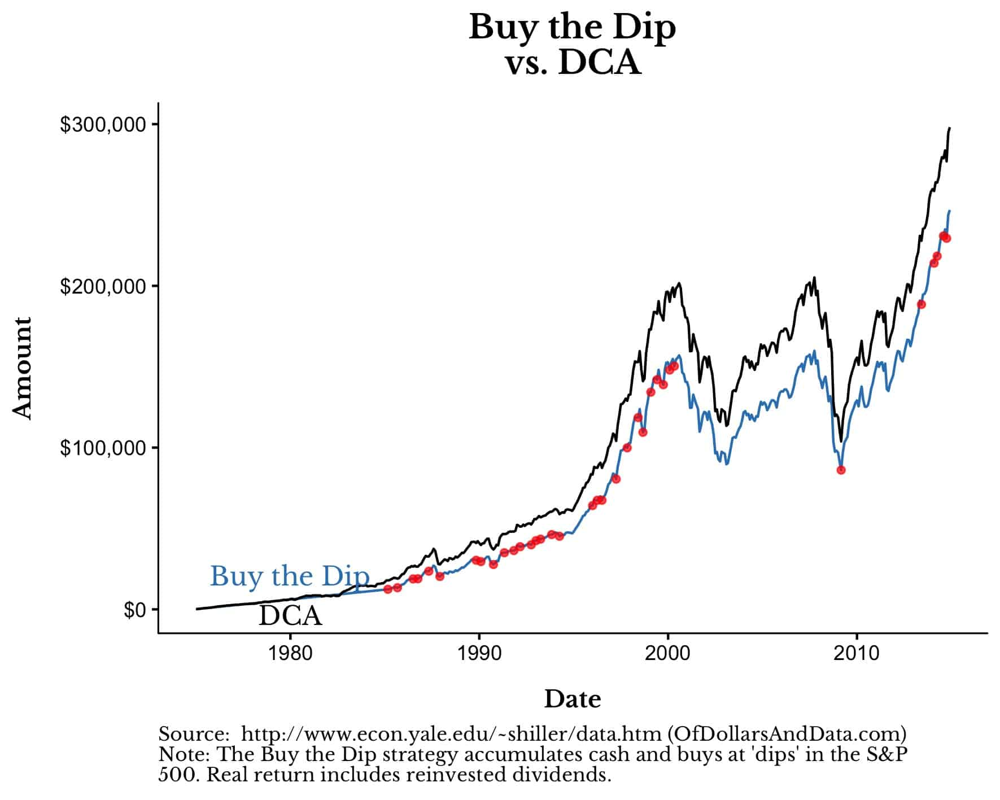 Buy the Dip
vs. DCA
$300,000
$200,000
$100,000
$0
Amount
Buy the Dip
DCA
1980
1990
2000
2010
Date
Source:  http://www.econ.yale.edu/~shiller/data.htm (OfDollarsAndData.com)
Note: The Buy the Dip strategy accumulates cash and buys at 'dips' in the S&P
500. Real return includes reinvested dividends.